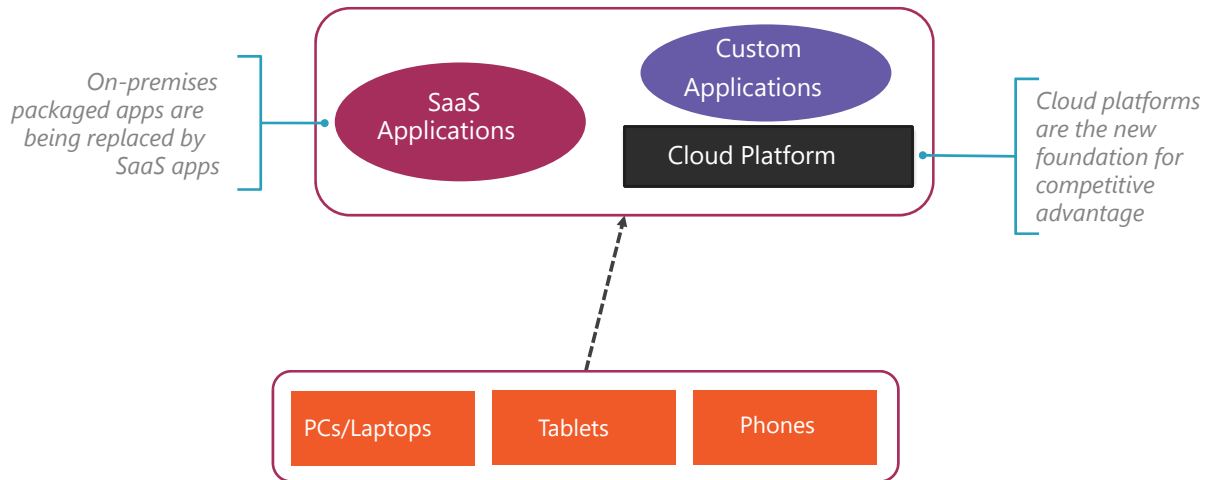 On-premises
packaged apps are
being replaced by
SaaS apps
SaaS
Applications
Custom
Applications
Cloud Platform
Cloud platforms
are the new
foundation for
competitive
advantage
PCs/Laptops
Tablets
Phones